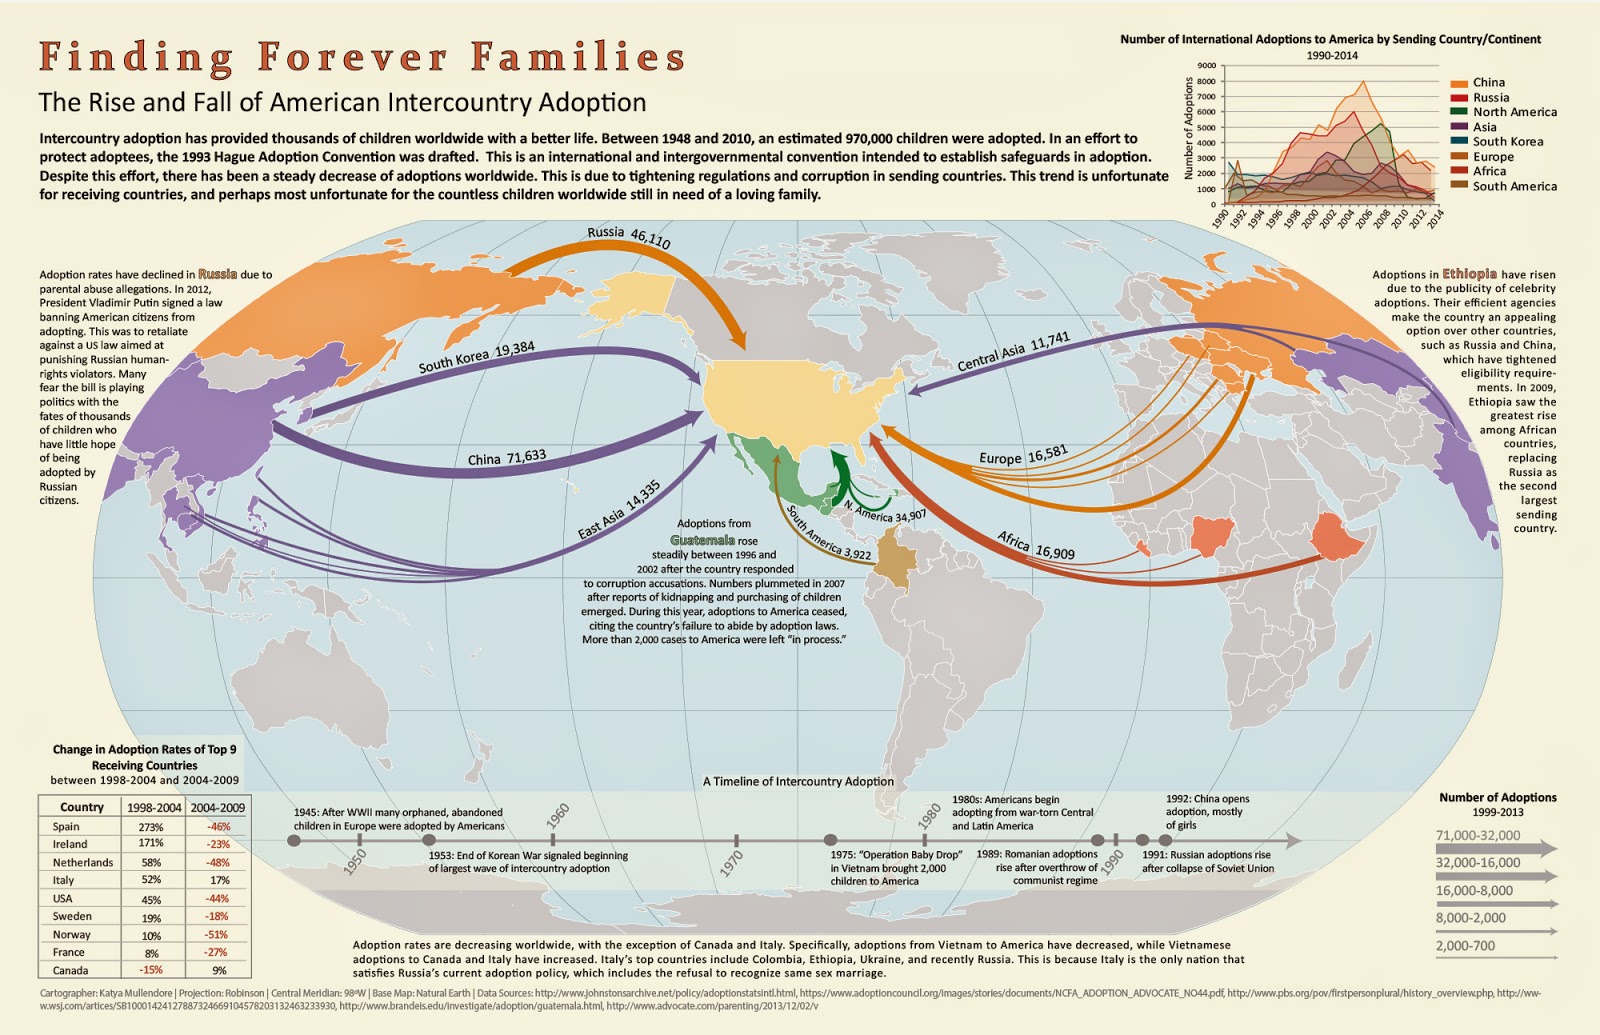 Finding Forever Families
The Rise and Fall of American Intercountry Adoption
Intercountry adoption has provided thousands of children worldwide with a better life. Between 1948 and 2010, an estimated 970,000 children were adopted. In an effort to
protect adoptees, the 1993 Hague Adoption Convention was drafted. This is an international and intergovernmental convention intended to establish safeguards in adoption.
Despite this effort, there has been a steady decrease of adoptions worldwide. This is due to tightening regulations and corruption in sending countries. This trend is unfortunate
for receiving countries, and perhaps most unfortunate for the countless children worldwide still in need of a loving family.
Number of International Adoptions to America by Sending Country/Continent
1990-2014
Number of Adoptions
9000
8000
7000
6000
5000
4000
3000
2000
1000
0
1990
1992
1994
1996
1998
2000
2002
2004
2006
2008
2010
2012
2014
China
Russia
North America
Asia
South Korea
Europe
Africa
South America
Adoption rates have declined in Russia due to
parental abuse allegations. In 2012,
President Vladimir Putin signed a law
banning American citizens from
adopting. This was to retaliate
against a US law aimed at
punishing Russian human-
rights violators. Many
fear the bill is playing
politics with the
fates of thousands
of children who
have little hope
of being
adopted by
Russian
citizens.
Russia 46,110
South Korea 19,384
China 71,633
East Asia 14,335
Central Asia 11,741
Europe 16,581
Africa 16,909
N. America 34,907
South America 3,922
Adoptions in Ethiopia have risen
due to the publicity of celebrity
adoptions. Their efficient agencies
make the country an appealing
option over other countries,
such as Russia and China,
which have tightened
eligibility require-
ments. In 2009,
Ethiopia saw the
greatest rise
among African
countries,
replacing
Russia as
the second
largest
sending
country.
Adoptions from
Guatemala rose
steadily between 1996 and
2002 after the country responded
to corruption accusations. Numbers plummeted in 2007
after reports of kidnapping and purchasing of children
emerged. During this year, adoptions to America ceased,
citing the country's failure to abide by adoption laws.
More than 2,000 cases to America were left "in process."
Change in Adoption Rates of Top 9
Receiving Countries
between 1998-2004 and 2004-2009
Country 1998-2004 2004-2009
Spain 273% -46%
Ireland 171% -23%
Netherlands 58% -48%
Italy 52% 17%
USA 45% -44%
Sweden 19% -18%
Norway 10% -51%
France 8% -27%
Canada -15% 9%
A Timeline of Intercountry Adoption
1945: After WWII many orphaned, abandoned
children in Europe were adopted by Americans
1950
1953: End of Korean War signaled beginning
of largest wave of intercountry adoption
1960
1970
1975: "Operation Baby Drop"
in Vietnam brought 2,000
children to America
1980
1980s: Americans begin
adopting from war-torn Central
and Latin America
1989: Romanian adoptions
rise after overthrow of
communist regime
1990
1991: Russian adoptions rise
after collapse of Soviet Union
1992: China opens
adoption, mostly
of girls
Number of Adoptions
1999-2013
71,000-32,000
32,000-16,000
16,000-8,000
8,000-2,000
2,000-700
Adoption rates are decreasing worldwide, with the exception of Canada and Italy. Specifically, adoptions from Vietnam to America have decreased, while Vietnamese
adoptions to Canada and Italy have increased. Italy's top countries include Colombia, Ethiopia, Ukraine, and recently Russia. This is because Italy is the only nation that
satisfies Russia's current adoption policy, which includes the refusal to recognize same sex marriage.
Cartographer: Katya Mullendore | Projection: Robinson | Central Meridian: 98ºW | Base Map: Natural Earth | Data Sources: http://www.johnstonsarchive.net/policy/adoptionstatsintl.html, https://www.adoptioncouncil.org/images/stories/documents/NCFA_ADOPTION_ADVOCATE_NO44.pdf, http://www.pbs.org/pov/firstpersonplural/history_overview.php, http://ww-
w.wsj.com/artices/SB10001424127887324669104578203132463233930, http://www.brandeis.edu/investigate/adoption/guatemala.html, http://www.advocate.com/parenting/2013/12/02/v